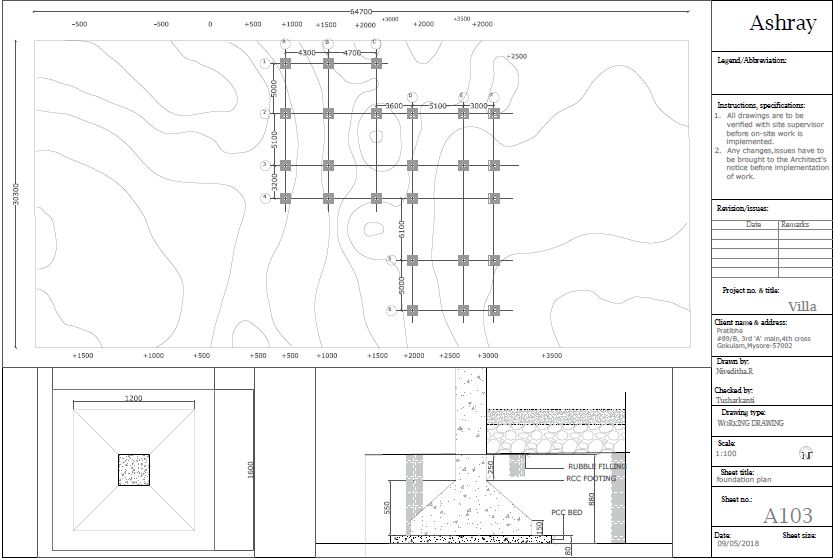 64700
-500
-500
0
+500
+1000
+1500
+2000
+3000
+2000
+3500
+2000
A
B
C
4300
4700
+2500
1
5000
D
E
F
3600
5100
3000
2
5100
3
3200
4
6100
5
5000
6
30300
+1500
+1000
+500
+500
+500
+1000
+1500
+2000
+3000
+3500
1200
1600
550
250
RUBBLE FILLING
RCC FOOTING
880
PCC BED
150
80
Ashray
Legend/Abbreviation:
Instructions, specifications:
1. All drawings are to be
verified with site supervisor
before on-site work is
implemented.
2. Any changes,issues have to
be brought to the Architect's
notice before implementation
of work.
Revision/issues:
Date Remarks
Project no. & title:
Villa
Client name & address:
Pratibha
#89/B, 3rd 'A' main,4th cross
Gokulam,Mysore-57002
Drawn by:
Niveditha.R
Checked by:
Tusharkanti
Drawing type:
WORKING DRAWING
Scale:
1:100
N
Sheet title:
foundation plan
Sheet no.:
A103
Date: Sheet size:
09/05/2018